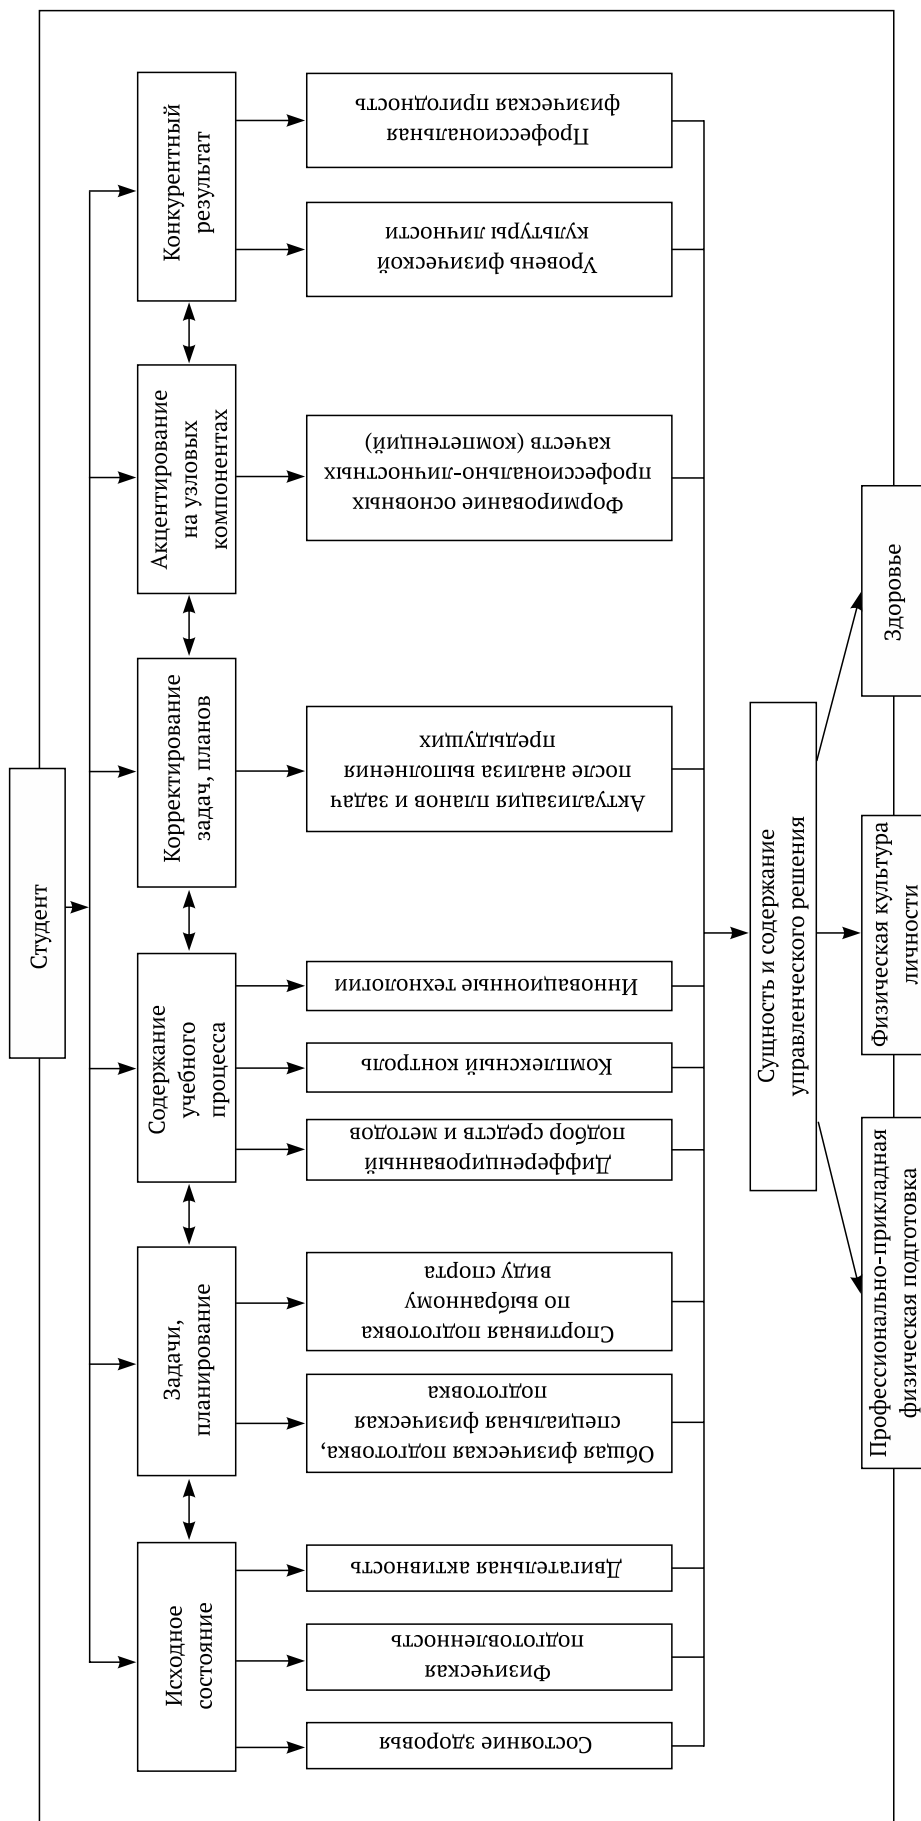 Студент
Исходное
состояние
Задачи,
планирование
Содержание
учебного
процесса
Корректирование
задач, планов
Акцентирование
на узловых
компонентах
Конкурентный
результат
Состояние здоровья
Физическая
подготовленность
Двигательная активность
Общая физическая подготовка,
специальная физическая
подготовка
Спортивная подготовка
по выбранному
виду спорта
Дифференцированный
подбор средств и методов
Комплексный контроль
Инновационные технологии
Актуализация планов и задач
после анализа выполнения
предыдущих
Формирование основных
профессионально-личностных
качеств (компетенций)
Уровень физической
культуры личности
Профессиональная
физическая пригодность
Сущность и содержание
управленческого решения
Профессионально-прикладная
физическая подготовка
Физическая культура
личности
Здоровье